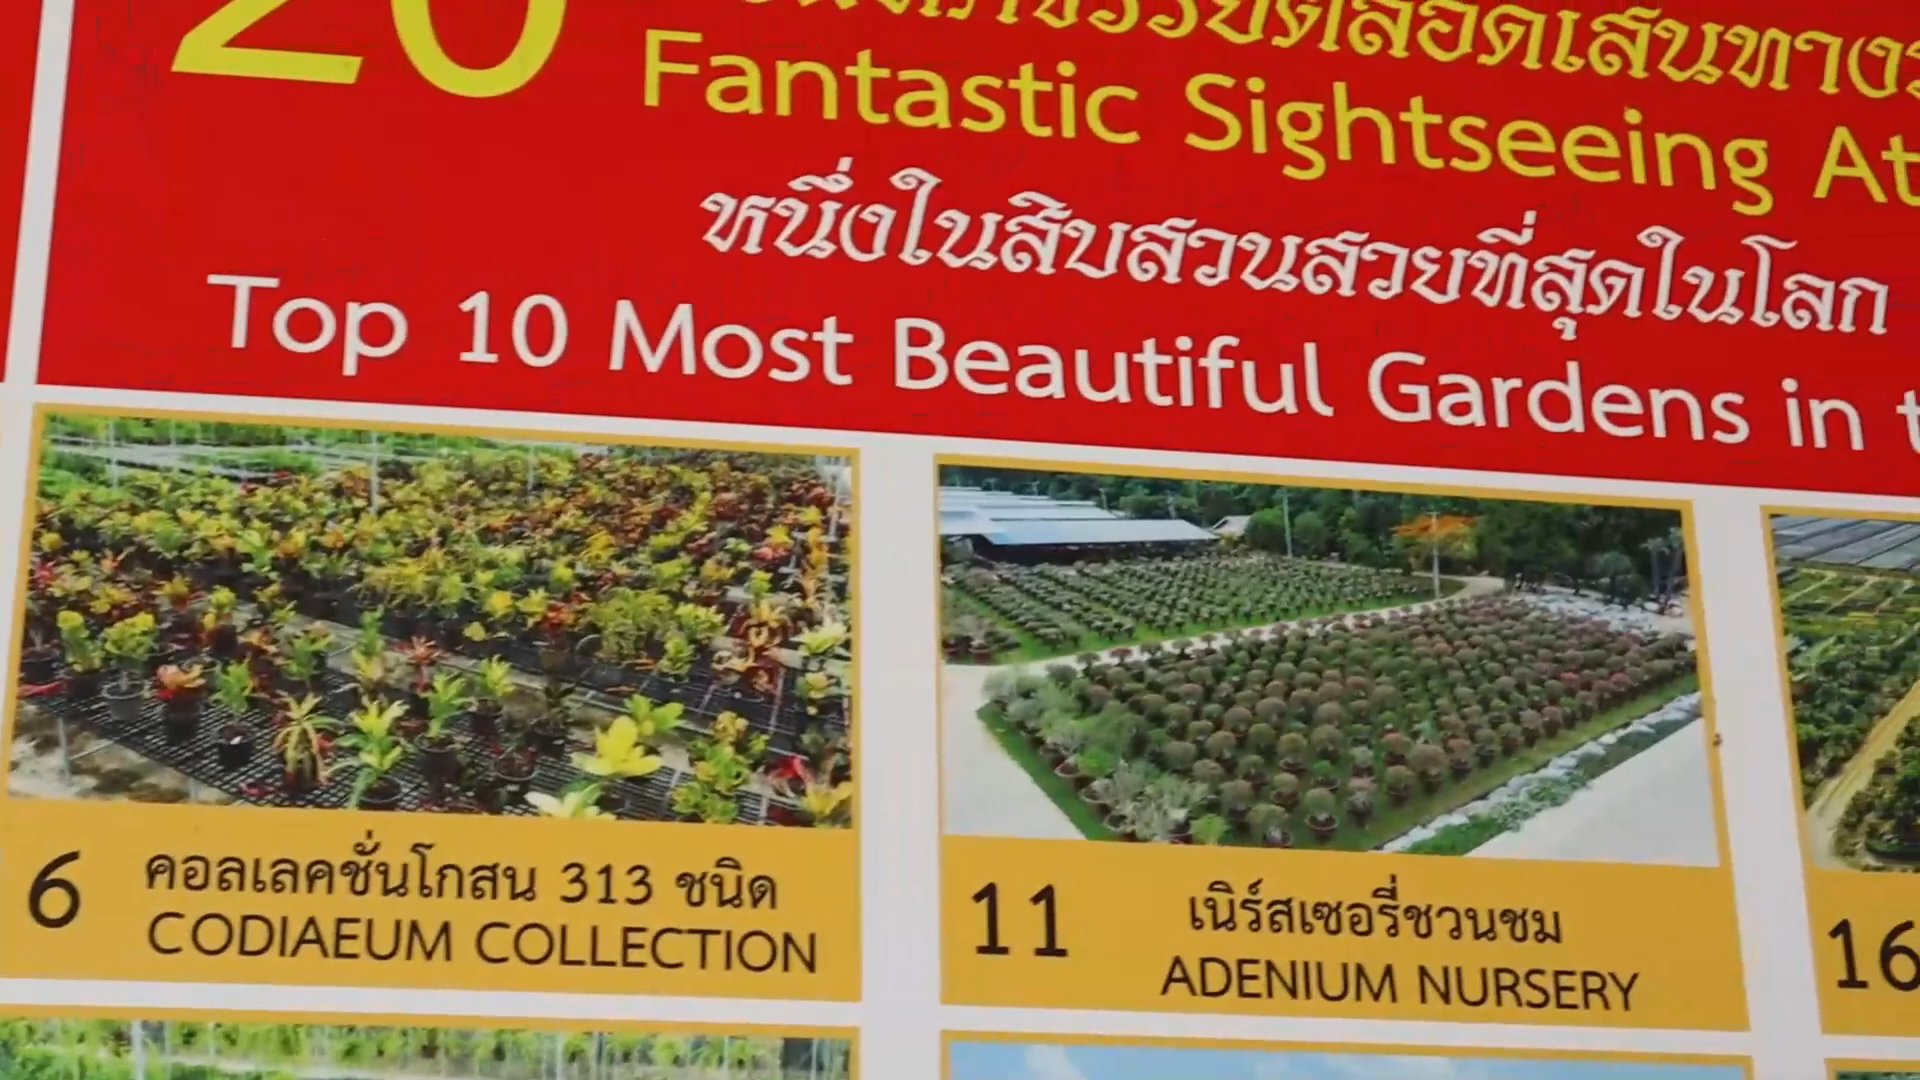 20
Fantastic Sightseeing
หนึ่งในสิบสวนสวยที่สุดในโลก
Top 10 Most Beautiful Gardens in
6
คอลเลคชั่นโกสน 313 ชนิด
CODIAEUM COLLECTION
11
เนิร์สเซอรี่ชวนชม
ADENIUM NURSERY
16